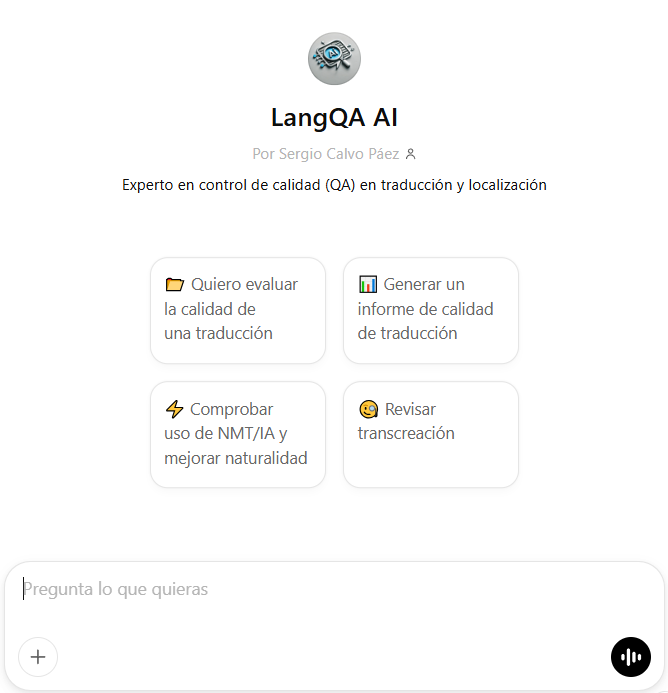 LangQA AI
Por Sergio Calvo Páez
Experto en control de calidad (QA) en traducción y localización
📂 Quiero evaluar
la calidad de
una traducción
📊 Generar un
informe de calidad
de traducción
⚡ Comprobar
uso de NMT/IA y
mejorar naturalidad
🧐 Revisar
transcreación
Pregunta lo que quieras